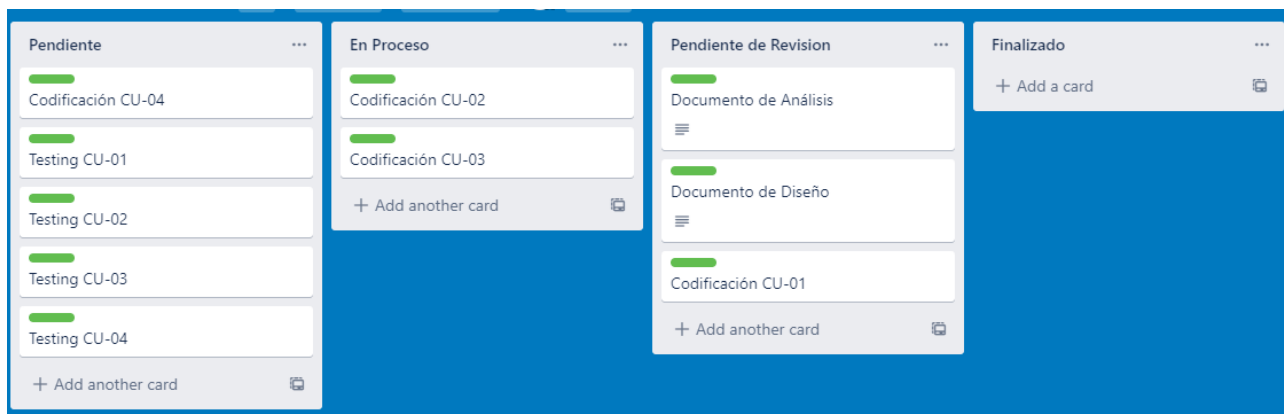 Pendiente
Codificación CU-04
Testing CU-01
Testing CU-02
Testing CU-03
Testing CU-04
+ Add another card
En Proceso
Codificación CU-02
Codificación CU-03
+ Add another card
Pendiente de Revision
Documento de Análisis
Documento de Diseño
Codificación CU-01
+ Add another card
Finalizado
+ Add a card